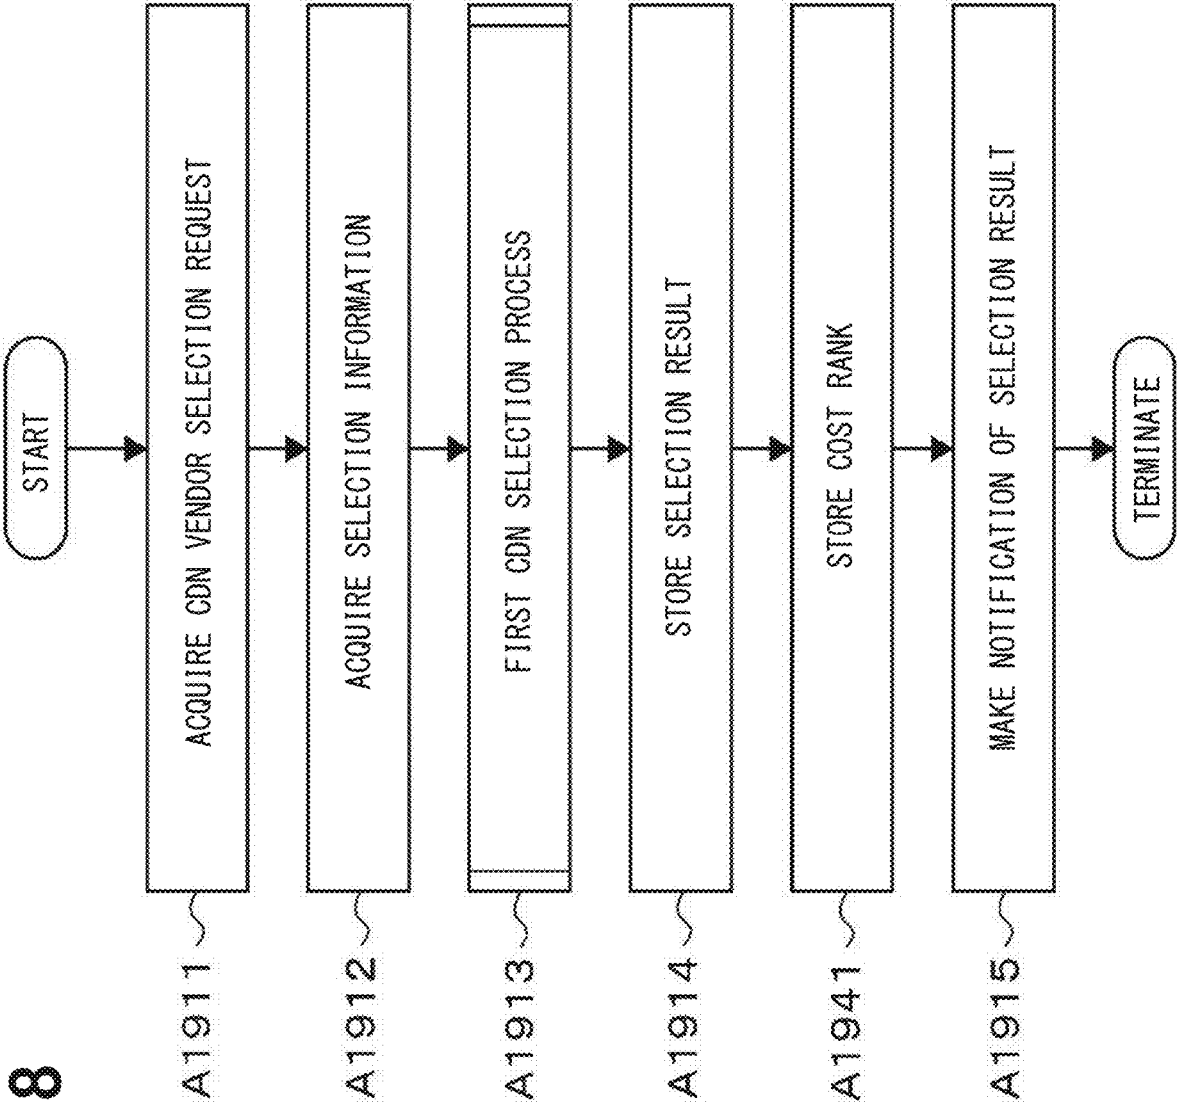 8
START
A1911
ACQUIRE CDN VENDOR SELECTION REQUEST
A1912
ACQUIRE SELECTION INFORMATION
A1913
FIRST CDN SELECTION PROCESS
A1914
STORE SELECTION RESULT
A1941
STORE COST RANK
A1915
MAKE NOTIFICATION OF SELECTION RESULT
TERMINATE